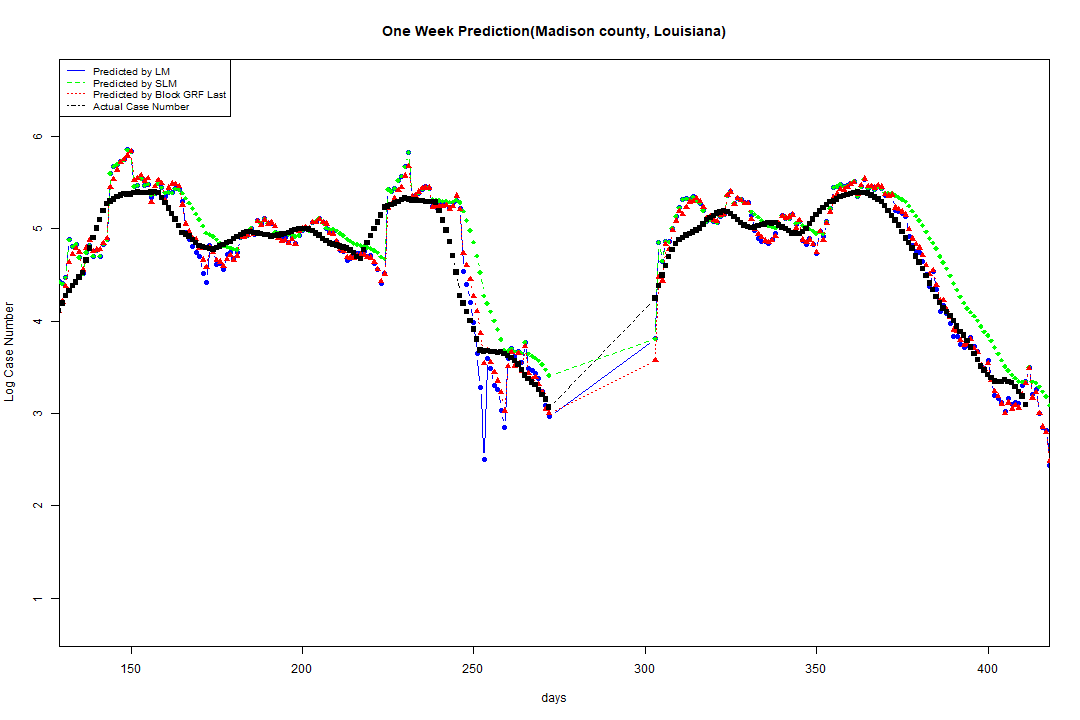 One Week Prediction(Madison county, Louisiana)
Predicted by LM
Predicted by SLM
Predicted by Block GRF Last
Actual Case Number
6
5
4
3
2
1
Log Case Number
150 200 250 300 350 400
days